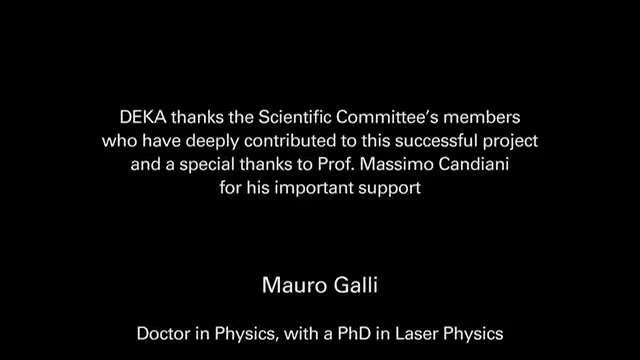 DEKA thanks the Scientific Committee's members
who have deeply contributed to this successful project
and a special thanks to Prof. Massimo Candiani
for his important support
Mauro Galli
Doctor in Physics, with a PhD in Laser Physics